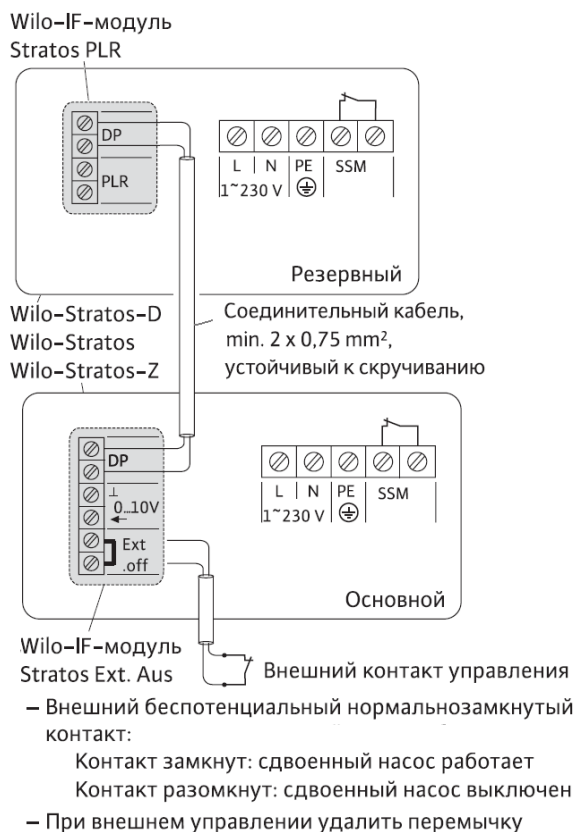 Wilo-IF-модуль
Stratos PLR
DP
PLR
L N PE SSM
1~230 V
Резервный
Wilo-Stratos-D
Wilo-Stratos
Wilo-Stratos-Z
Соединительный кабель,
min. 2 x 0,75 mm²,
устойчивый к скручиванию
DP
⊥
0...10V
Ext
.off
L N PE SSM
1~230 V
Основной
Wilo-IF-модуль
Stratos Ext. Aus
Внешний контакт управления
– Внешний беспотенциальный нормальнозамкнутый
контакт:
Контакт замкнут: сдвоенный насос работает
Контакт разомкнут: сдвоенный насос выключен
– При внешнем управлении удалить перемычку